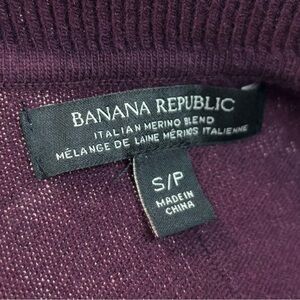 BANANA REPUBLIC
ITALIAN MERINO BLEND
MÉLANGE DE LAINE MÉRINOS ITALIENNE
S/P
MADE IN
CHINA